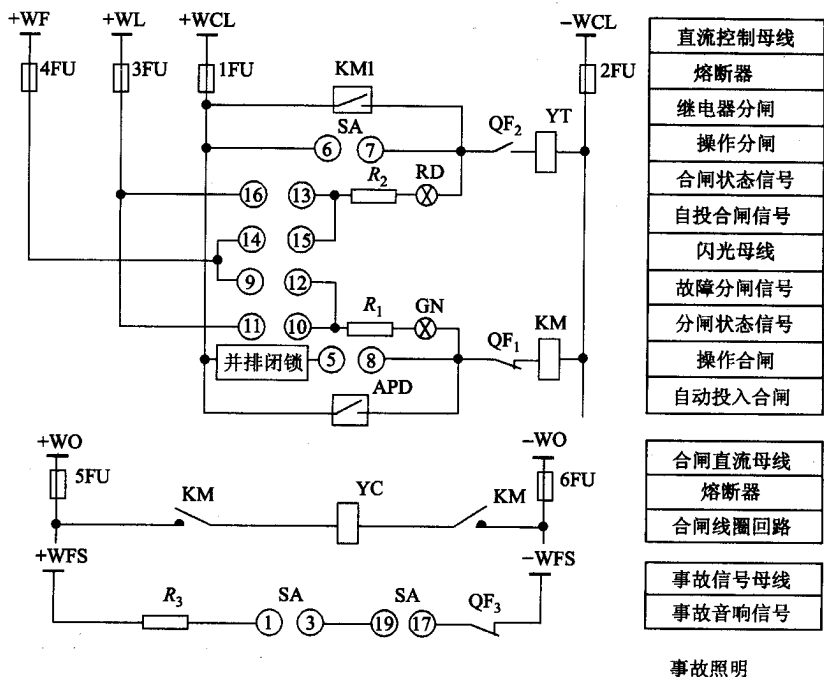 +WF +WL +WCL -WCL
4FU 3FU 1FU KM1 2FU
SA QF₂ YT
⑥ ⑦
R₂ RD
⑯ ⑬
⑭ ⑮
⑨ ⑫
R₁ GN
⑪ ⑩
QF₁ KM
并排闭锁 ⑤ ⑧
APD
直流控制母线
熔断器
继电器分闸
操作分闸
合闸状态信号
自投合闸信号
闪光母线
故障分闸信号
分闸状态信号
操作合闸
自动投入合闸
+WO -WO
5FU KM YC KM 6FU
合闸直流母线
熔断器
合闸线圈回路
+WFS -WFS
R₃ SA SA QF₃
① ③ ⑲ ⑰
事故信号母线
事故音响信号
事故照明